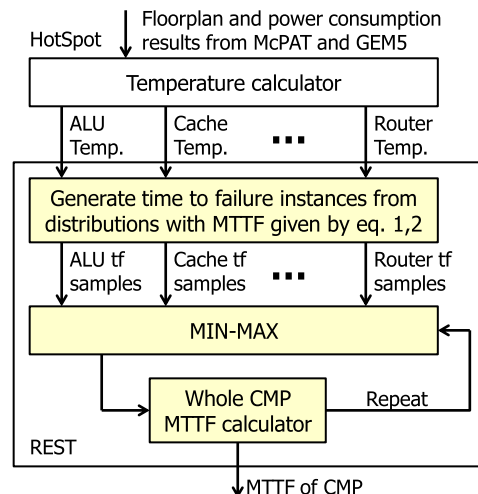 Floorplan and power consumption
results from McPAT and GEM5
HotSpot
Temperature calculator
ALU
Temp.
Cache
Temp.
...
Router
Temp.
Generate time to failure instances from
distributions with MTTF given by eq. 1,2
ALU tf
samples
Cache tf
samples
...
Router tf
samples
MIN-MAX
Whole CMP
MTTF calculator
Repeat
REST
MTTF of CMP